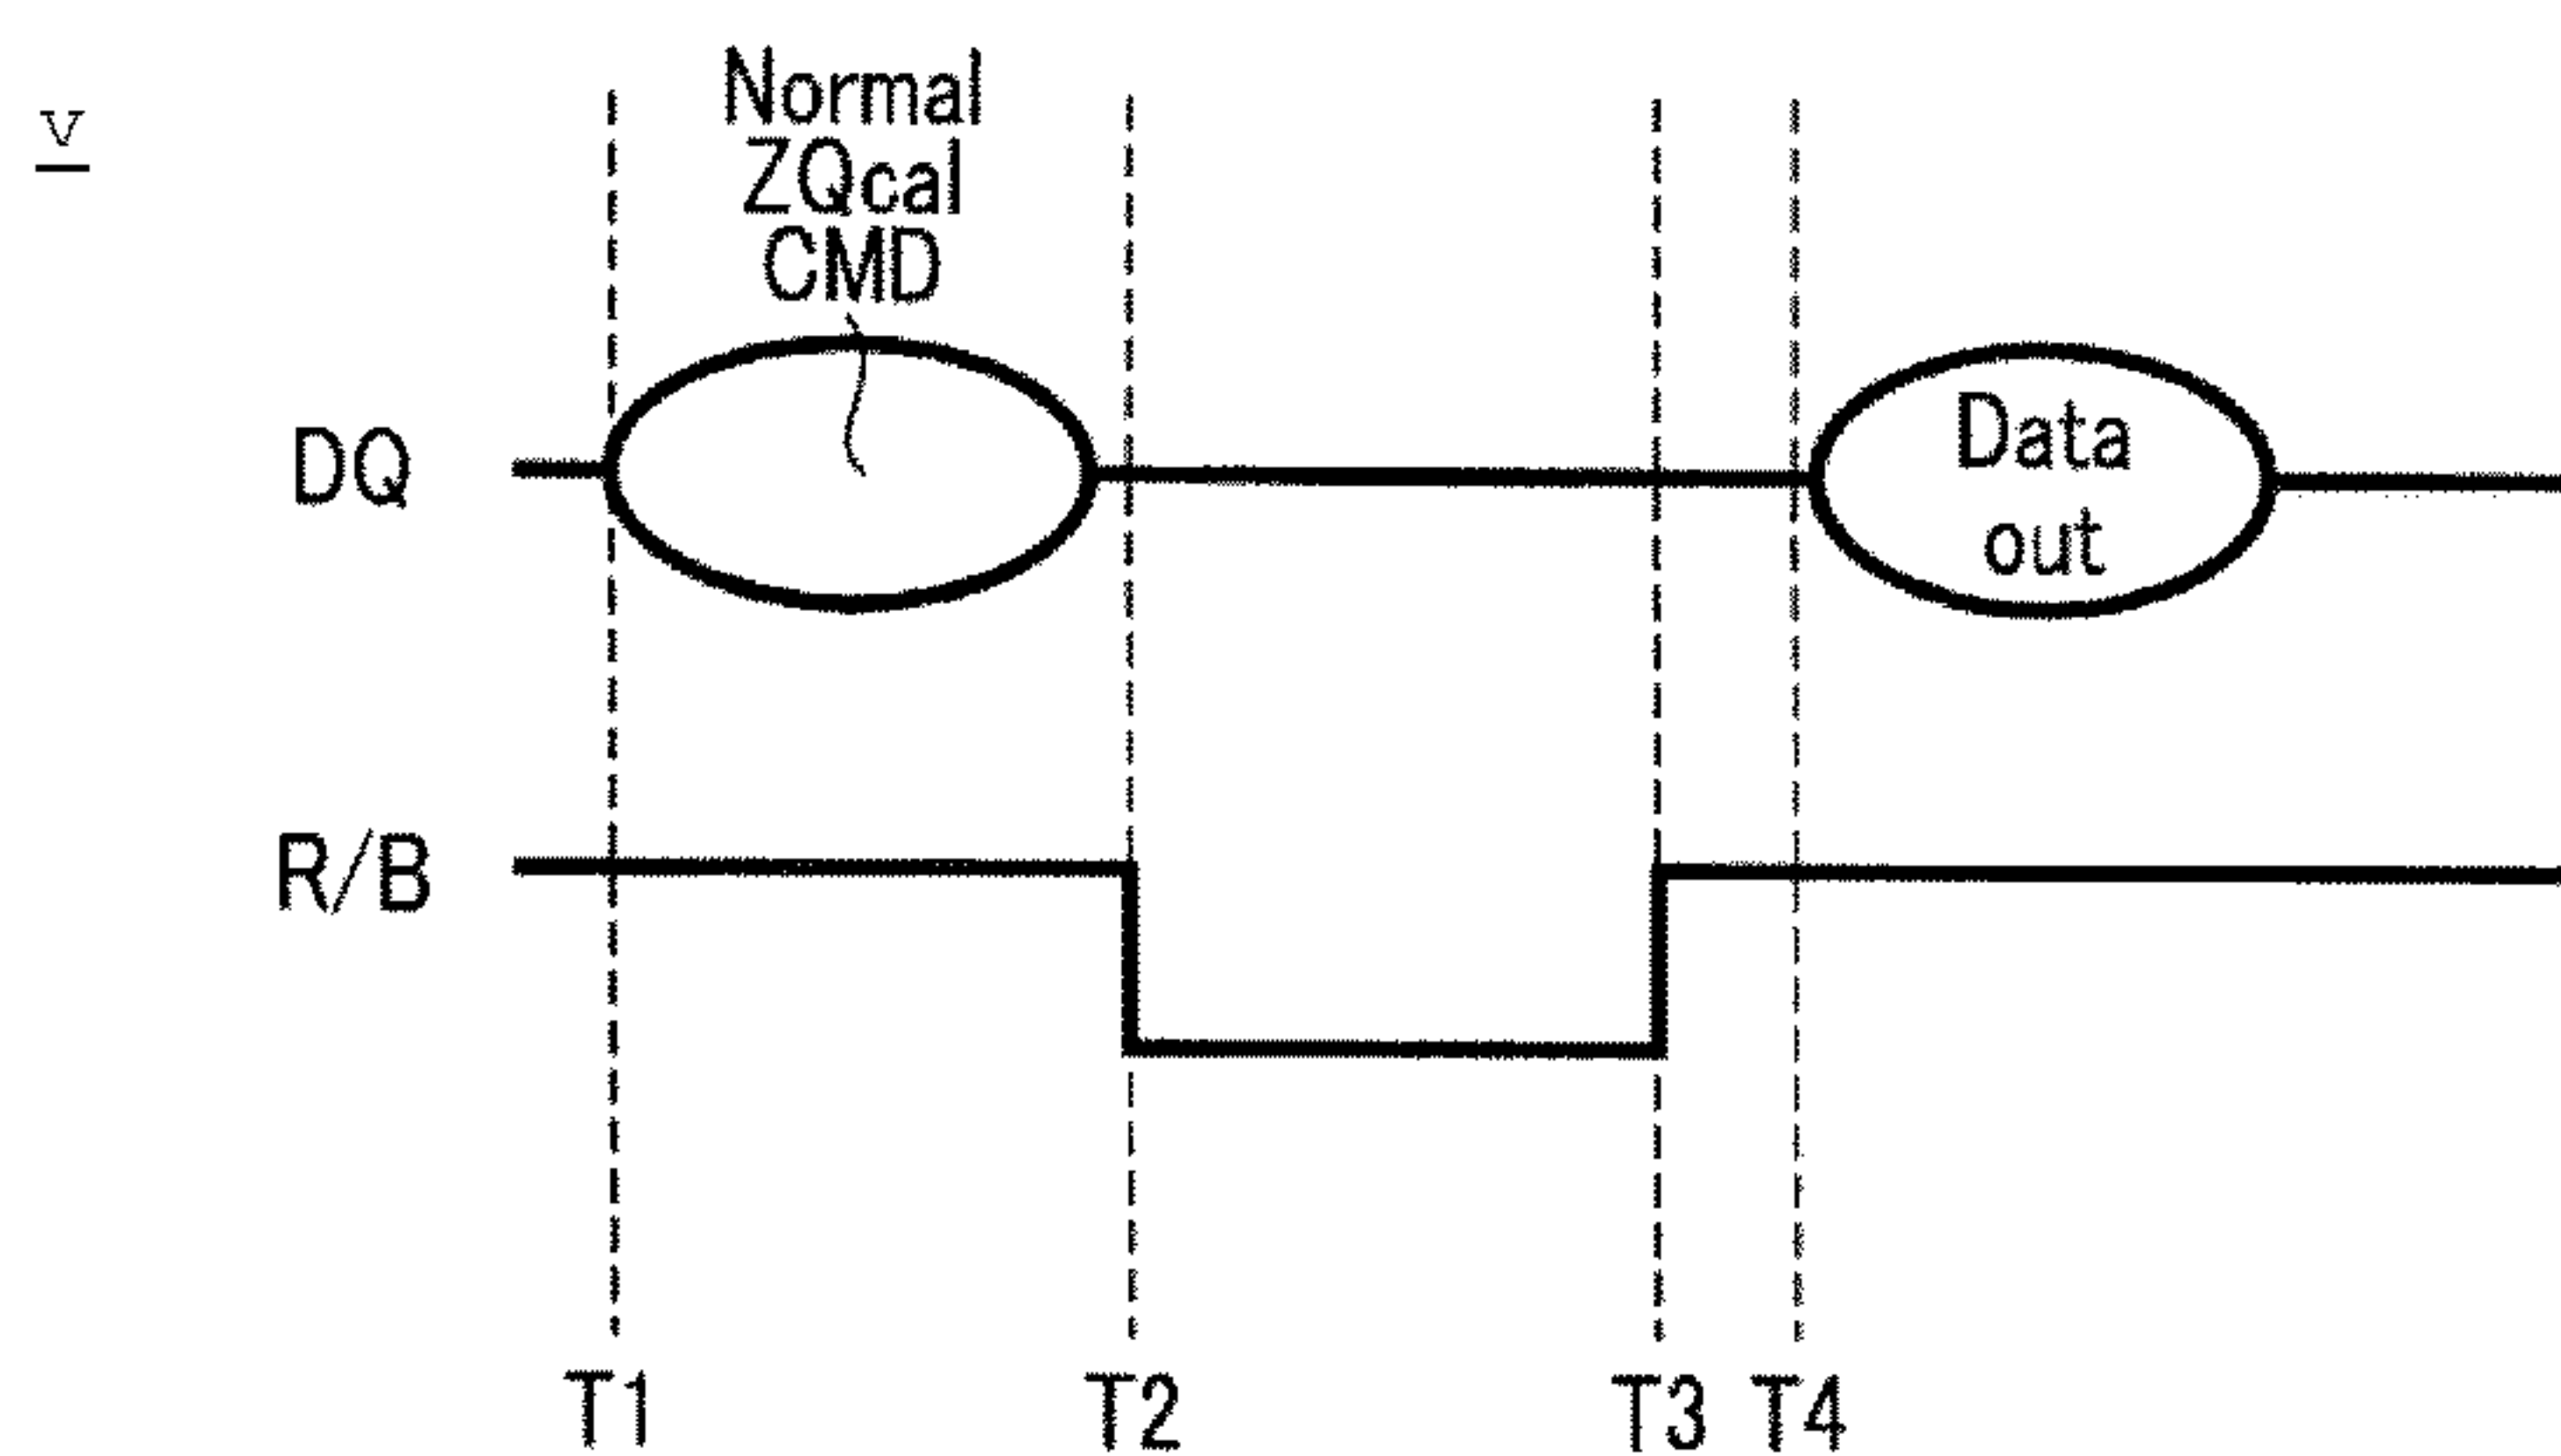 v
Normal
ZQcal
CMD
DQ
Data
out
R/B
T1 T2 T3 T4